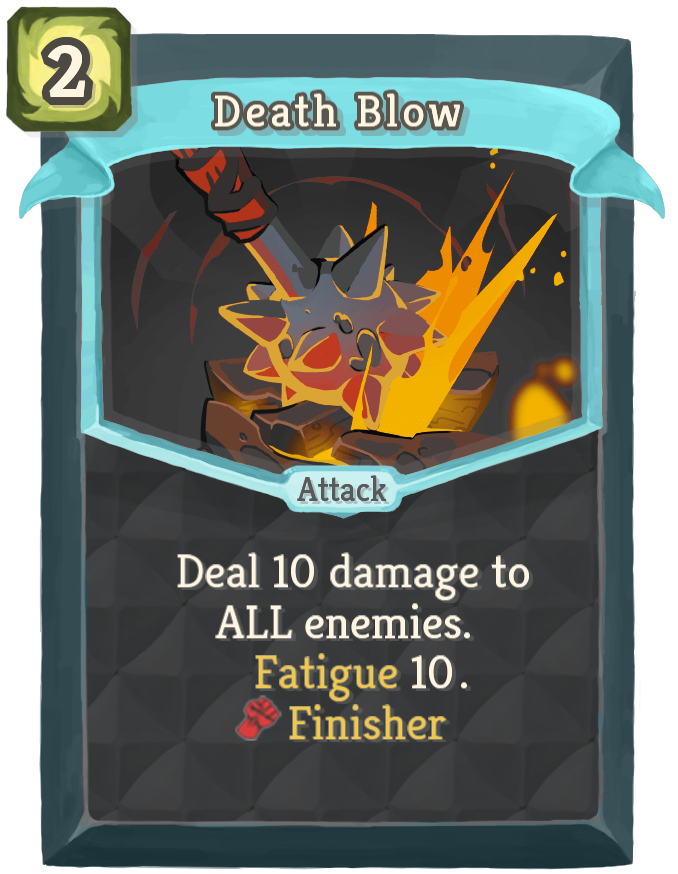 2
Death Blow
Attack
Deal 10 damage to
ALL enemies.
Fatigue 10.
Finisher